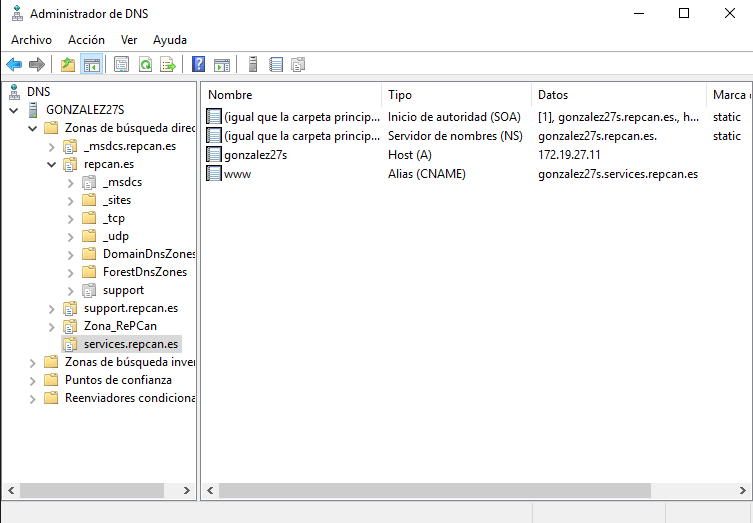 Administrador de DNS
Archivo Acción Ver Ayuda
DNS
GONZALEZ27S
Zonas de búsqueda direc
_msdcs.repcan.es
repcan.es
_msdcs
_sites
_tcp
_udp
DomainDnsZones
ForestDnsZones
support
support.repcan.es
Zona_RePCan
services.repcan.es
Zonas de búsqueda inver
Puntos de confianza
Reenviadores condiciona
Nombre Tipo Datos Marca
(igual que la carpeta princip... Inicio de autoridad (SOA) [1], gonzalez27s.repcan.es., h... static
(igual que la carpeta princip... Servidor de nombres (NS) gonzalez27s.repcan.es. static
gonzalez27s Host (A) 172.19.27.11
www Alias (CNAME) gonzalez27s.services.repcan.es